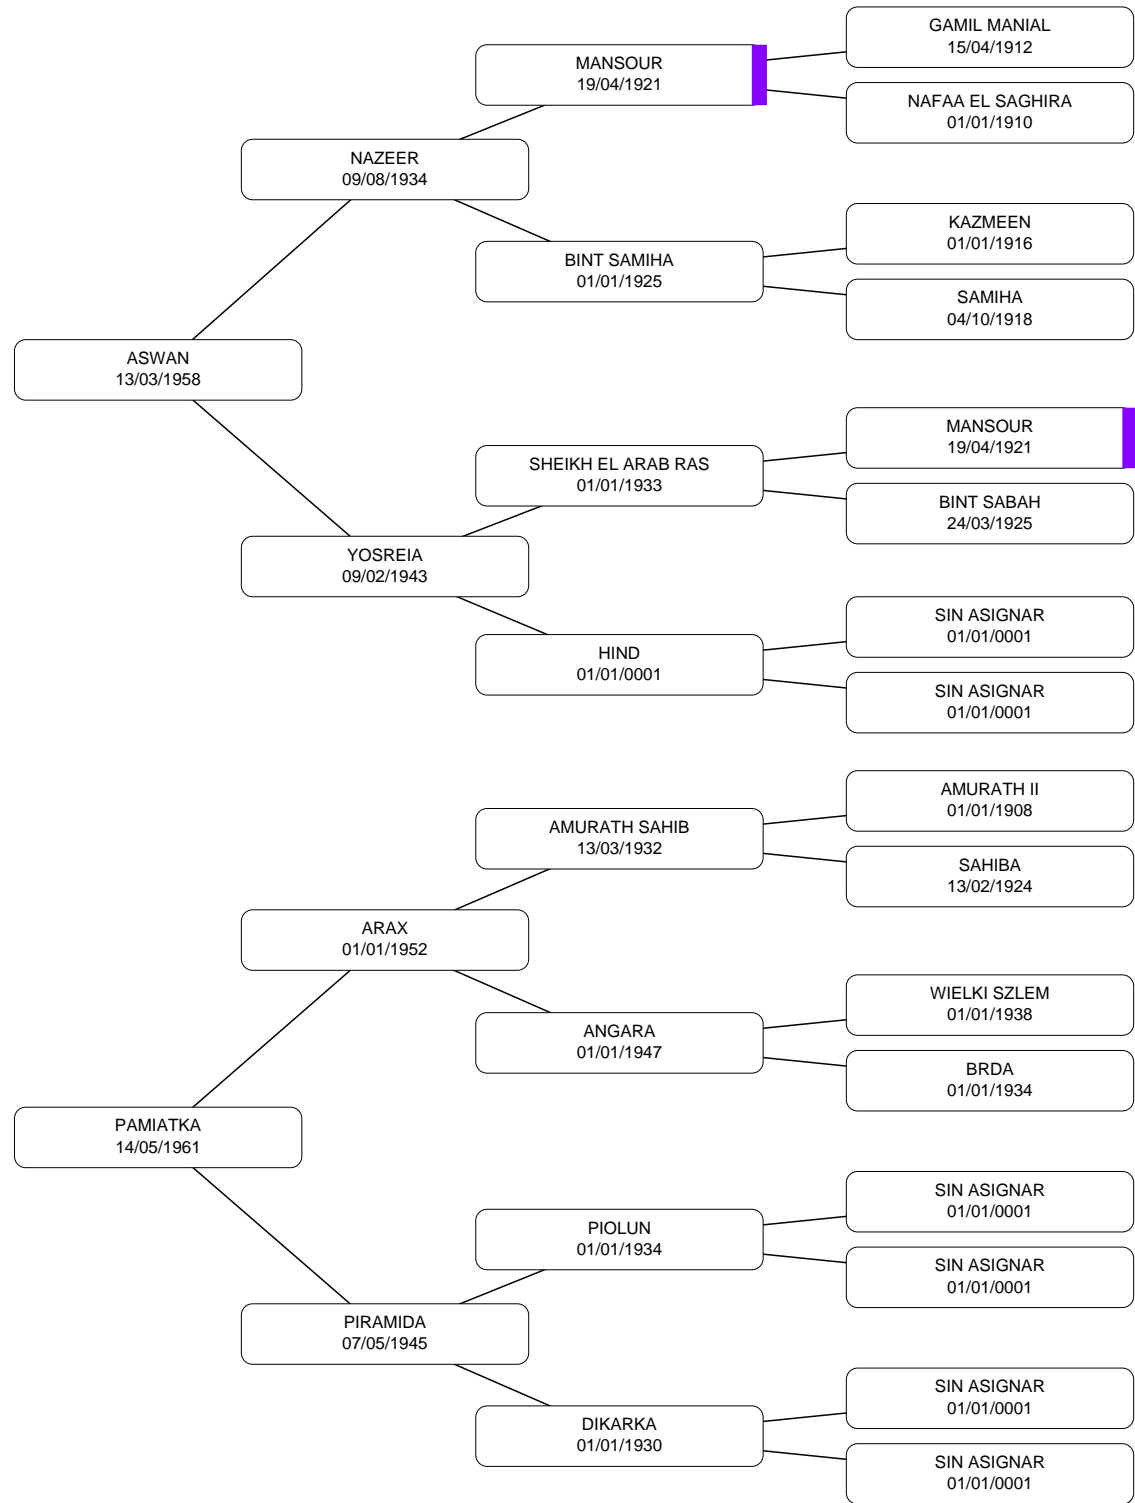 GAMIL MANIAL
15/04/1912
MANSOUR
19/04/1921
NAFAA EL SAGHIRA
01/01/1910
NAZEER
09/08/1934
KAZMEEN
01/01/1916
BINT SAMIHA
01/01/1925
SAMIHA
04/10/1918
ASWAN
13/03/1958
MANSOUR
19/04/1921
SHEIKH EL ARAB RAS
01/01/1933
BINT SABAH
24/03/1925
YOSREIA
09/02/1943
SIN ASIGNAR
01/01/0001
HIND
01/01/0001
SIN ASIGNAR
01/01/0001
AMURATH II
01/01/1908
AMURATH SAHIB
13/03/1932
SAHIBA
13/02/1924
ARAX
01/01/1952
WIELKI SZLEM
01/01/1938
ANGARA
01/01/1947
BRDA
01/01/1934
PAMIATKA
14/05/1961
SIN ASIGNAR
01/01/0001
PIOLUN
01/01/1934
SIN ASIGNAR
01/01/0001
PIRAMIDA
07/05/1945
SIN ASIGNAR
01/01/0001
DIKARKA
01/01/1930
SIN ASIGNAR
01/01/0001